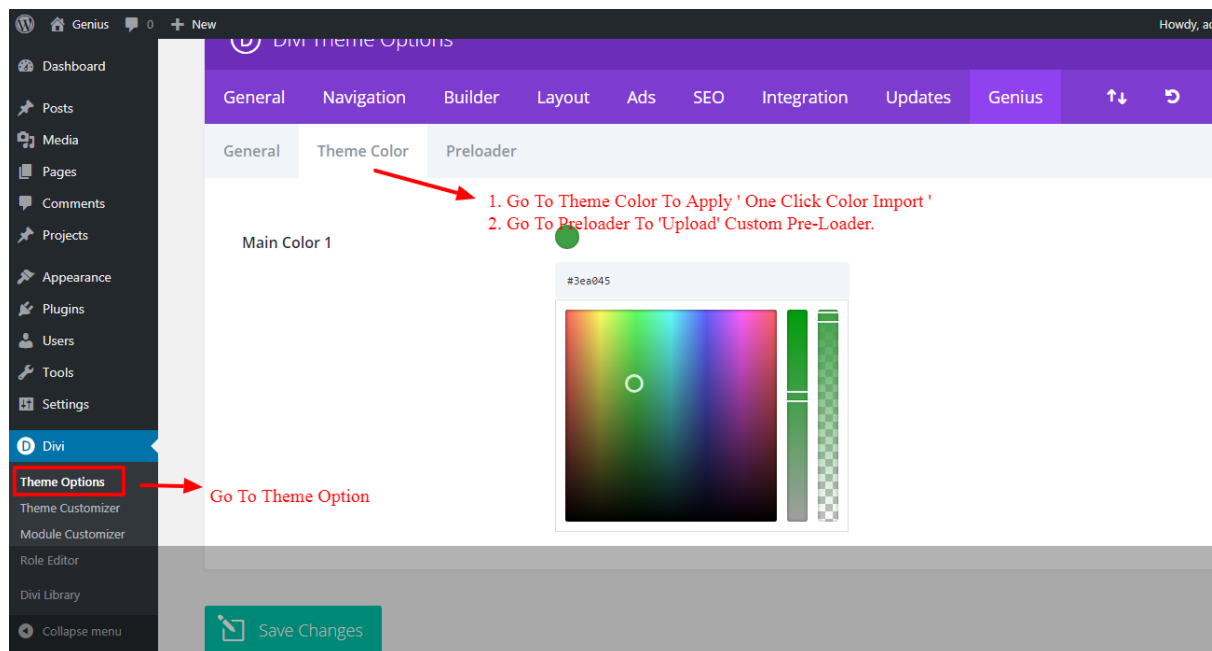 Genius 0 + New Howdy, ad
Divi Theme Options
Dashboard
Posts
Media
Pages
Comments
Projects
Appearance
Plugins
Users
Tools
Settings
D Divi
Theme Options
Theme Customizer
Module Customizer
Role Editor
Divi Library
Collapse menu
General Navigation Builder Layout Ads SEO Integration Updates Genius
General Theme Color Preloader
1. Go To Theme Color To Apply ' One Click Color Import '
2. Go To Preloader To 'Upload' Custom Pre-Loader.
Main Color 1
#3ea045
Go To Theme Option
Save Changes